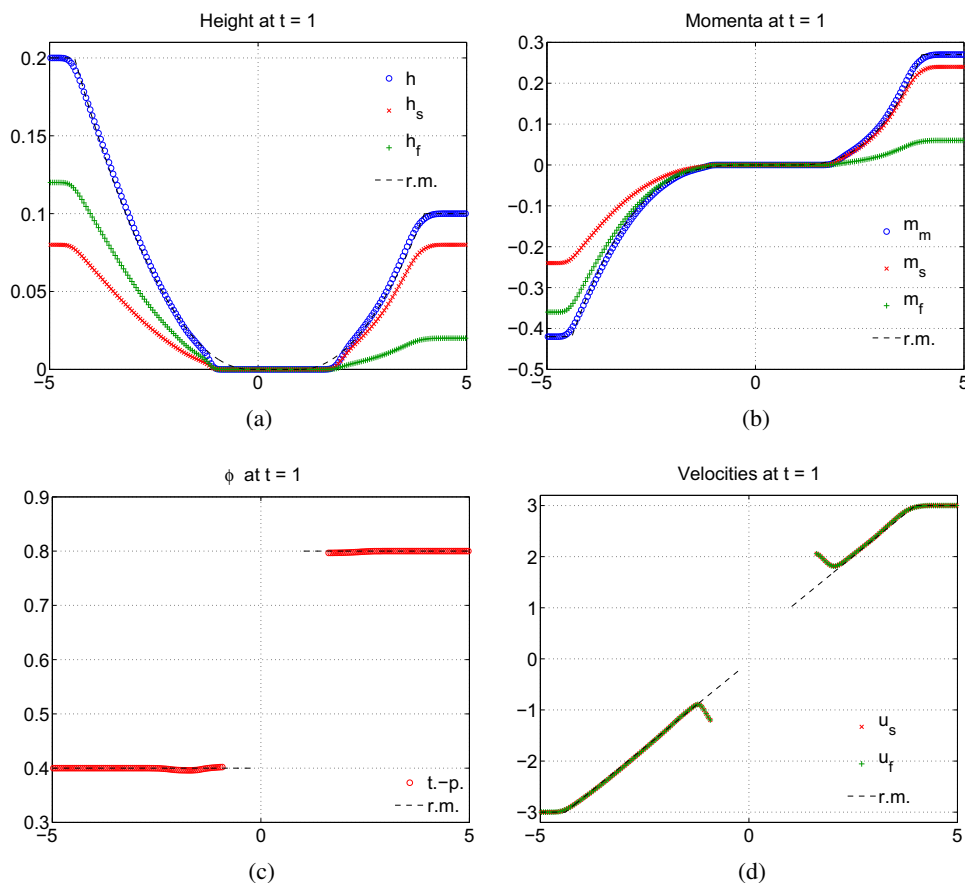 Height at t = 1
0.2
0.15
0.1
0.05
0
−5
0
5
h
h_s
h_f
r.m.
(a)
Momenta at t = 1
0.3
0.2
0.1
0
−0.1
−0.2
−0.3
−0.4
−0.5
−5
0
5
m_m
m_s
m_f
r.m.
(b)
ϕ at t = 1
0.9
0.8
0.7
0.6
0.5
0.4
0.3
−5
0
5
t.−p.
r.m.
(c)
Velocities at t = 1
3
2
1
0
−1
−2
−3
−5
0
5
u_s
u_f
r.m.
(d)